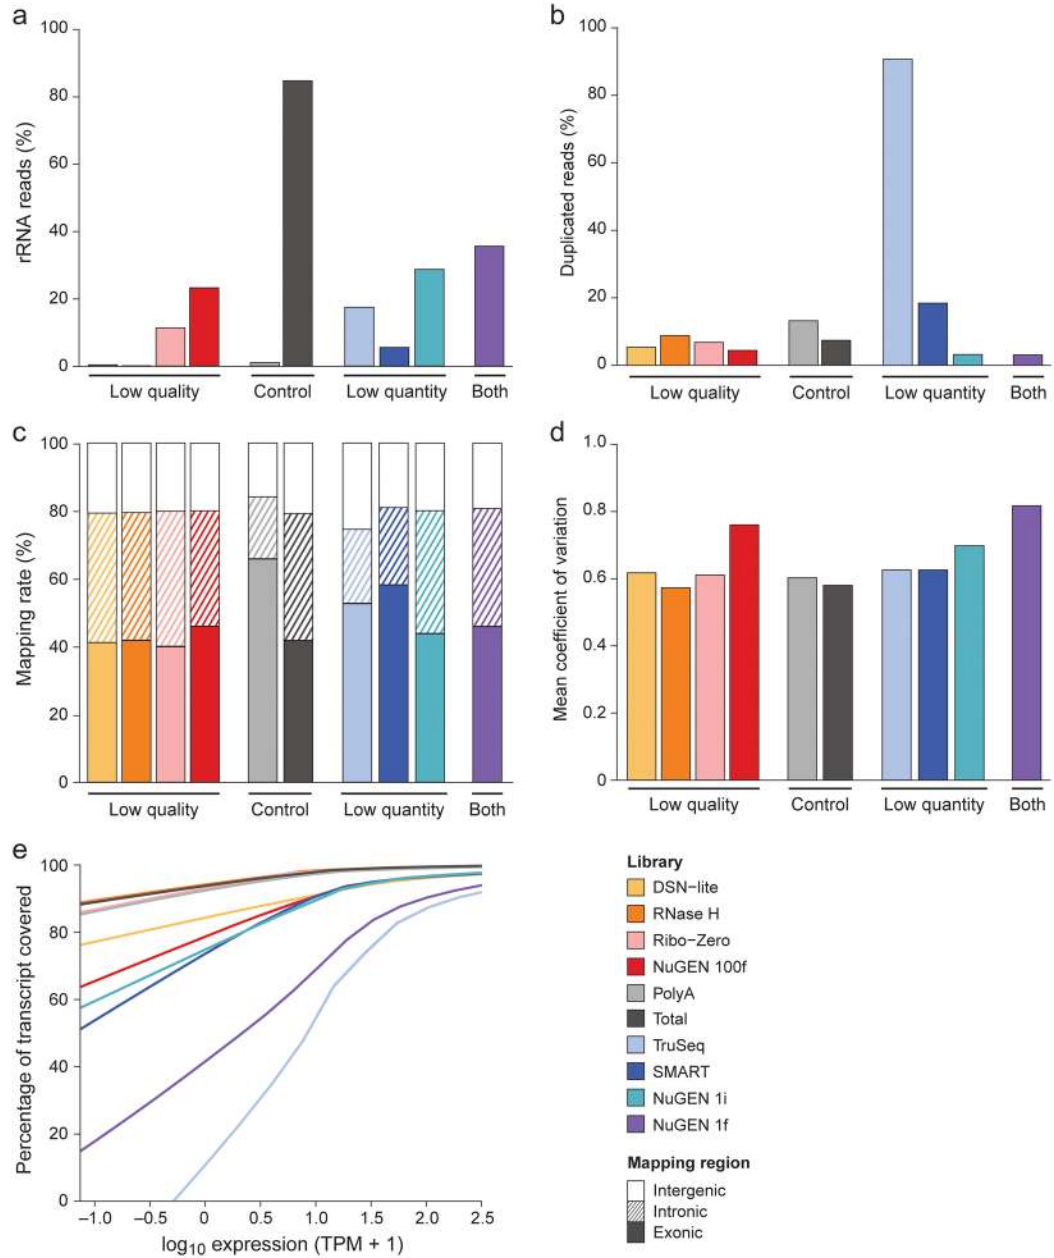 a
100
80
60
40
20
0
rRNA reads (%)
Low quality
Control
Low quantity
Both
b
100
80
60
40
20
0
Duplicated reads (%)
Low quality
Control
Low quantity
Both
c
100
80
60
40
20
0
Mapping rate (%)
Low quality
Control
Low quantity
Both
d
1.0
0.8
0.6
0.4
0.2
0
Mean coefficient of variation
Low quality
Control
Low quantity
Both
e
100
80
60
40
20
0
Percentage of transcript covered
−1.0 −0.5 0 0.5 1.0 1.5 2.0 2.5
log10 expression (TPM + 1)
Library
DSN−lite
RNase H
Ribo−Zero
NuGEN 100f
PolyA
Total
TruSeq
SMART
NuGEN 1i
NuGEN 1f
Mapping region
Intergenic
Intronic
Exonic